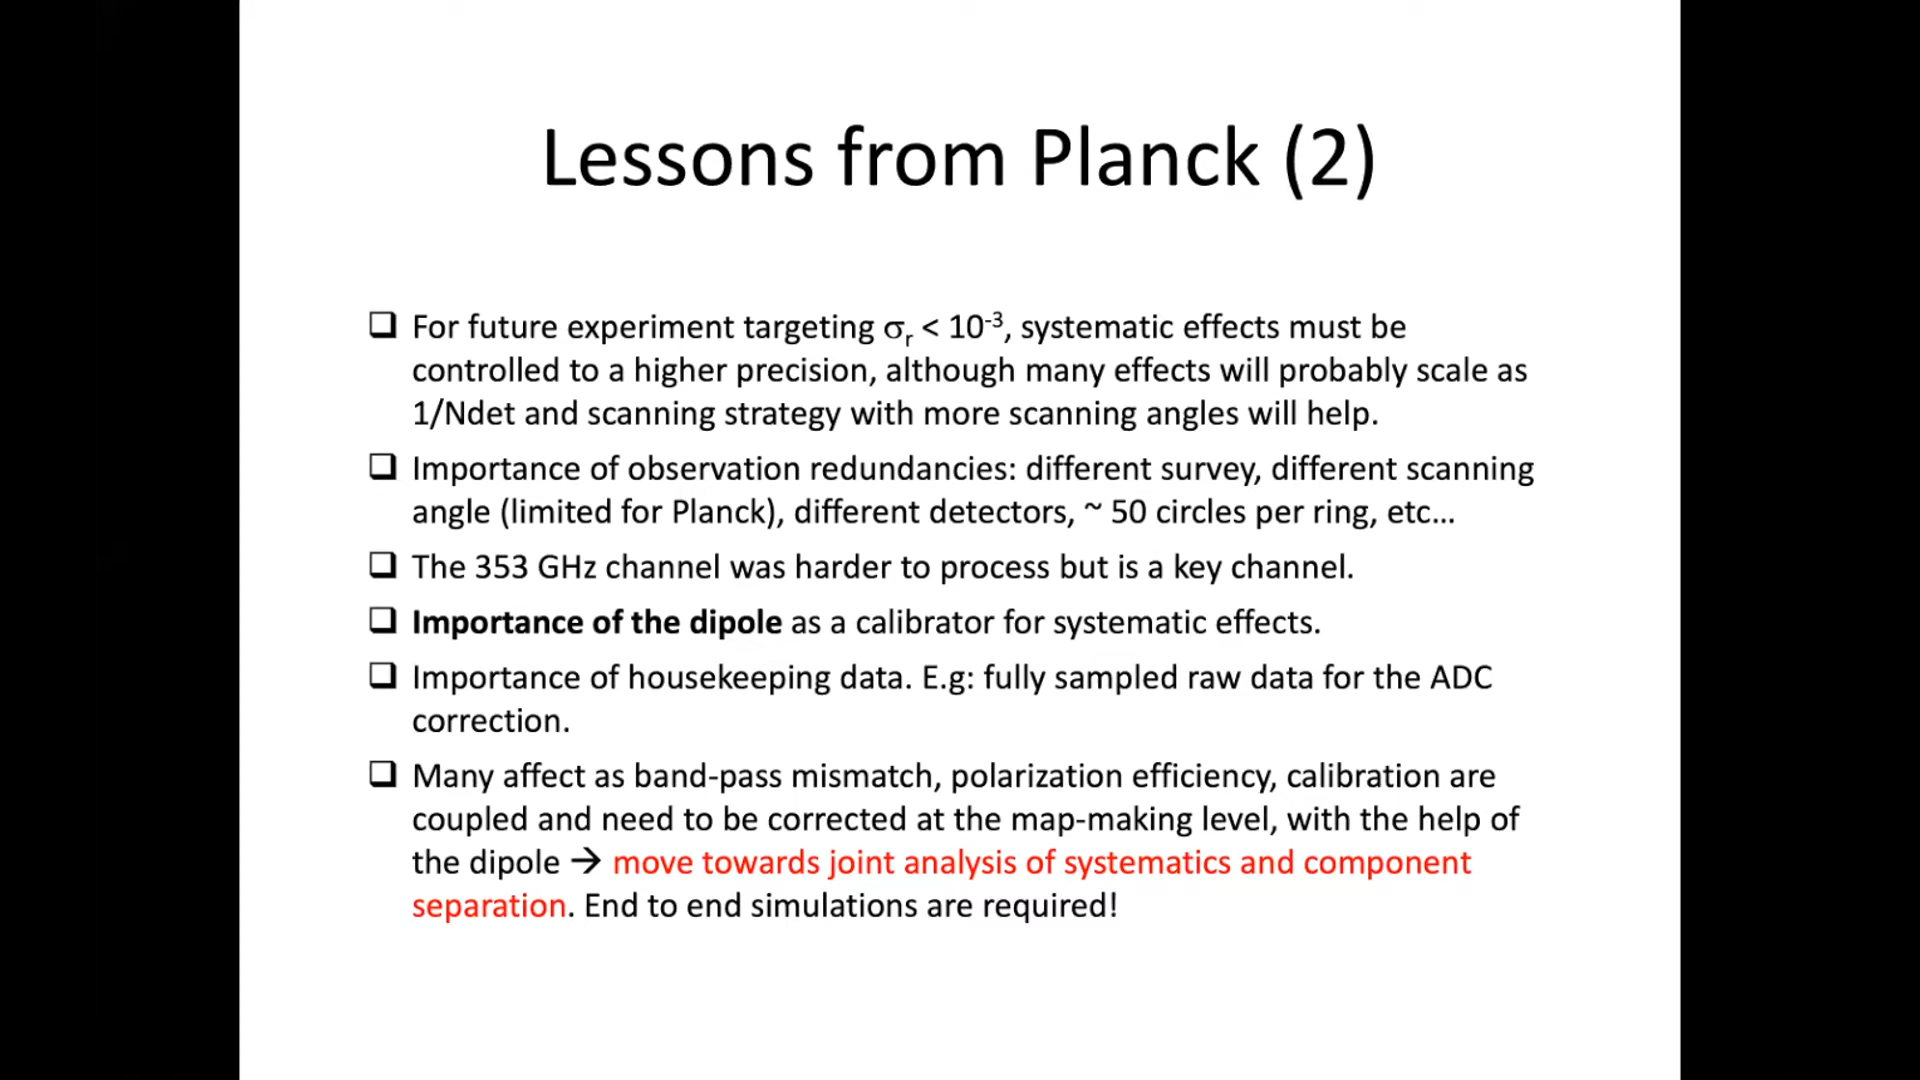 Lessons from Planck (2)
❑ For future experiment targeting σr < 10-3, systematic effects must be
controlled to a higher precision, although many effects will probably scale as
1/Ndet and scanning strategy with more scanning angles will help.
❑ Importance of observation redundancies: different survey, different scanning
angle (limited for Planck), different detectors, ~ 50 circles per ring, etc…
❑ The 353 GHz channel was harder to process but is a key channel.
❑ Importance of the dipole as a calibrator for systematic effects.
❑ Importance of housekeeping data. E.g: fully sampled raw data for the ADC
correction.
❑ Many affect as band-pass mismatch, polarization efficiency, calibration are
coupled and need to be corrected at the map-making level, with the help of
the dipole → move towards joint analysis of systematics and component
separation. End to end simulations are required!